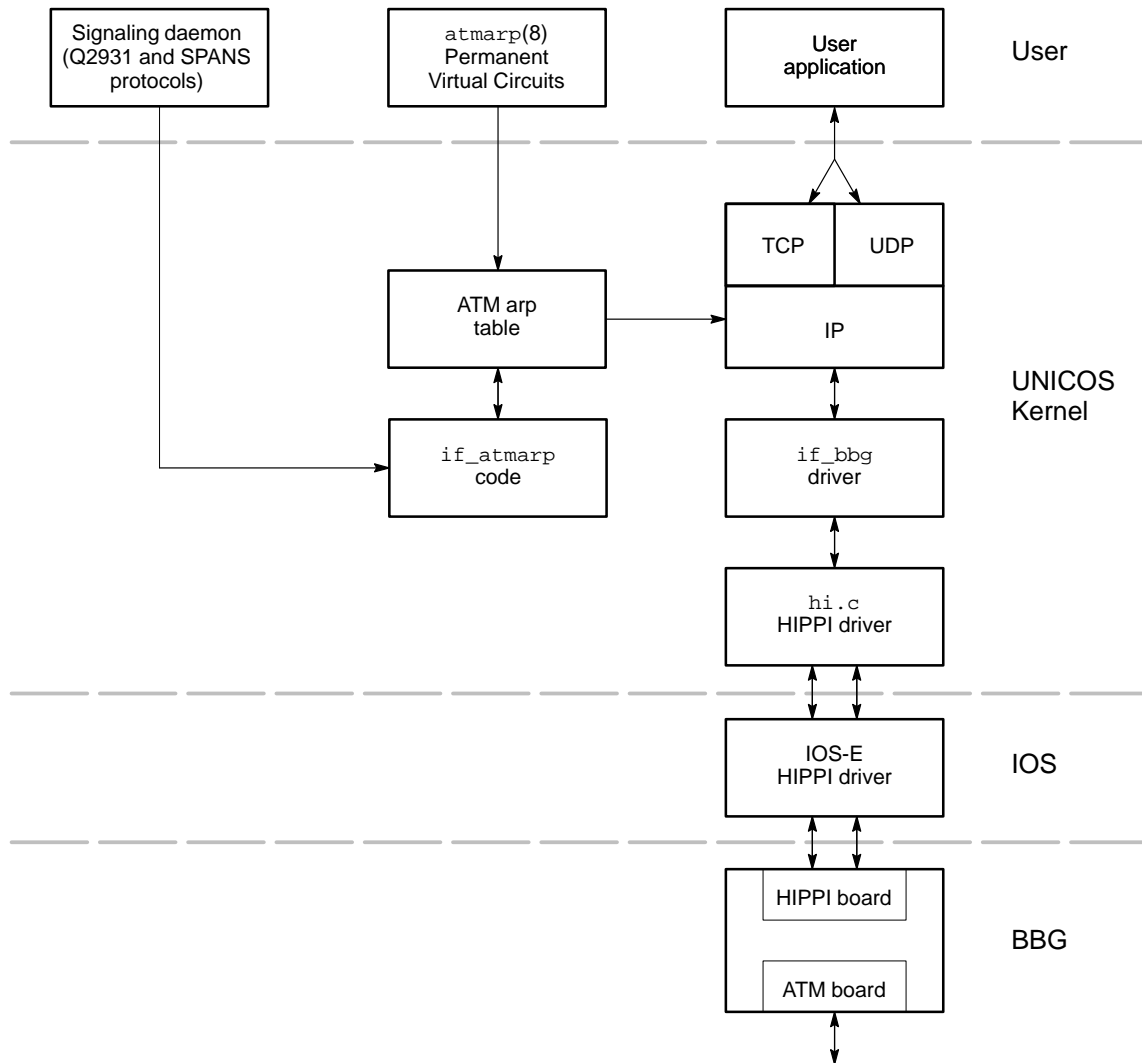 Signaling daemon
(Q2931 and SPANS
protocols)
atmarp(8)
Permanent
Virtual Circuits
User
application
User
TCP
UDP
ATM arp
table
IP
UNICOS
Kernel
if_atmarp
code
if_bbg
driver
hi.c
HIPPI driver
IOS-E
HIPPI driver
IOS
HIPPI board
BBG
ATM board